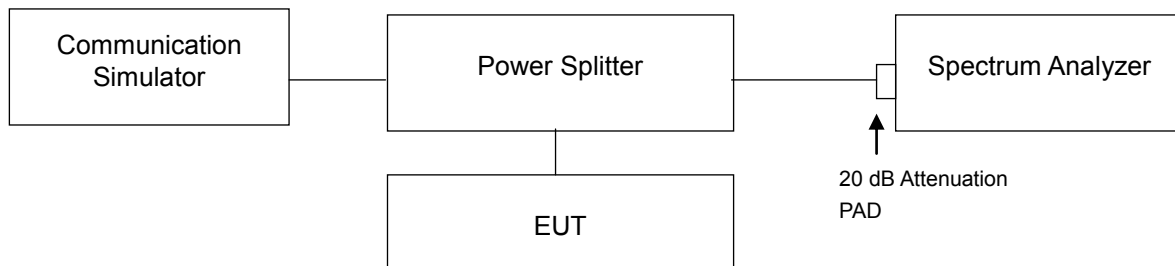 Communication
Simulator
Power Splitter
Spectrum Analyzer
20 dB Attenuation
PAD
EUT